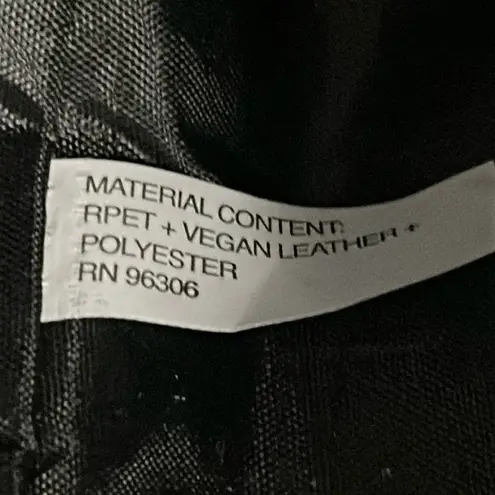 MATERIAL CONTENT:
RPET + VEGAN LEATHER +
POLYESTER
RN 96306